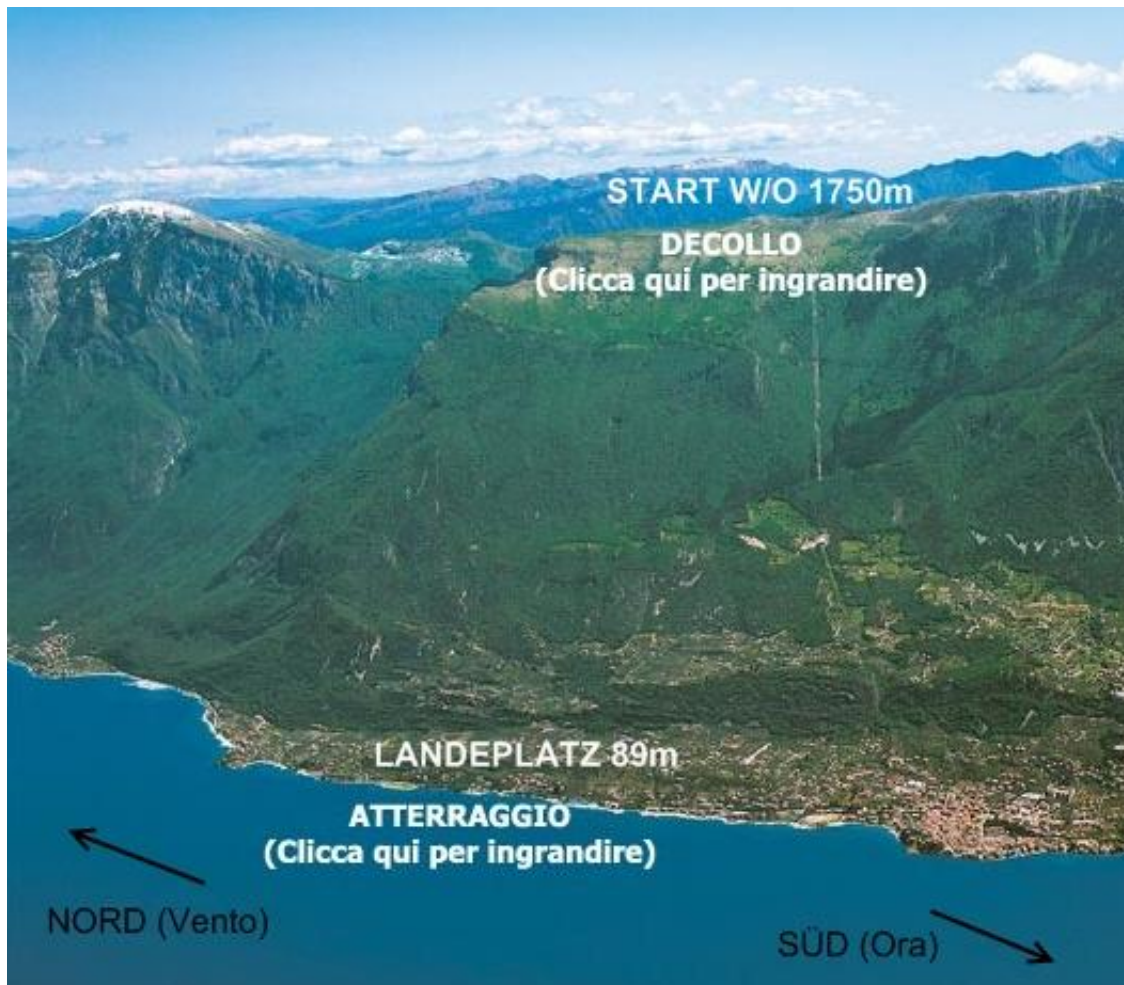 START W/O 1750m
DECOLLO
(Clicca qui per ingrandire)
LANDEPLATZ 89m
ATTERRAGGIO
(Clicca qui per ingrandire)
NORD (Vento)
SÜD (Ora)